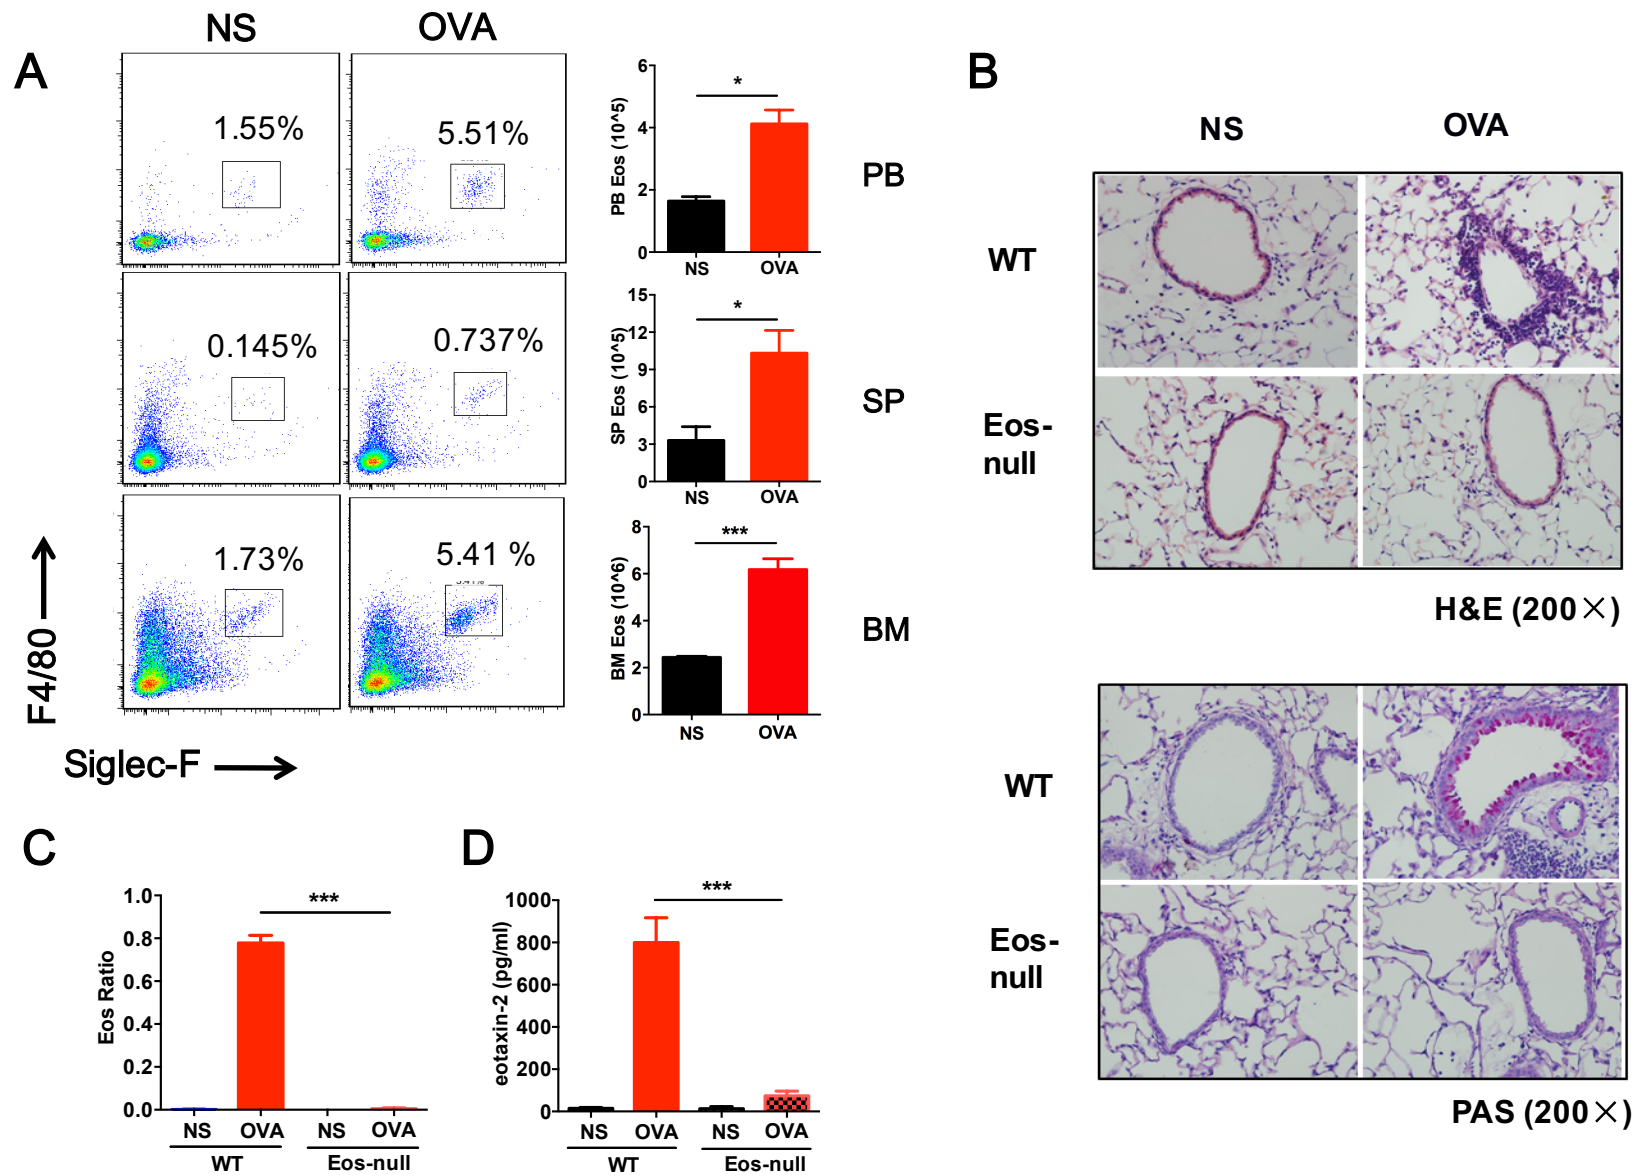 NS OVA
A
1.55% 5.51%
6
4
2
0
PB Eos (10^5)
*
NS OVA
PB
0.145% 0.737%
15
12
9
6
3
0
SP Eos (10^5)
*
NS OVA
SP
1.73% 5.41 %
8
6
4
2
0
BM Eos (10^6)
***
NS OVA
BM
F4/80
Siglec-F
B
NS OVA
WT
Eos-
null
H&E (200×)
WT
Eos-
null
PAS (200×)
C
1.0
0.8
0.6
0.4
0.2
0.0
Eos Ratio
***
NS OVA NS OVA
WT Eos-null
D
1000
800
600
400
200
0
eotaxin-2 (pg/ml)
***
NS OVA NS OVA
WT Eos-null